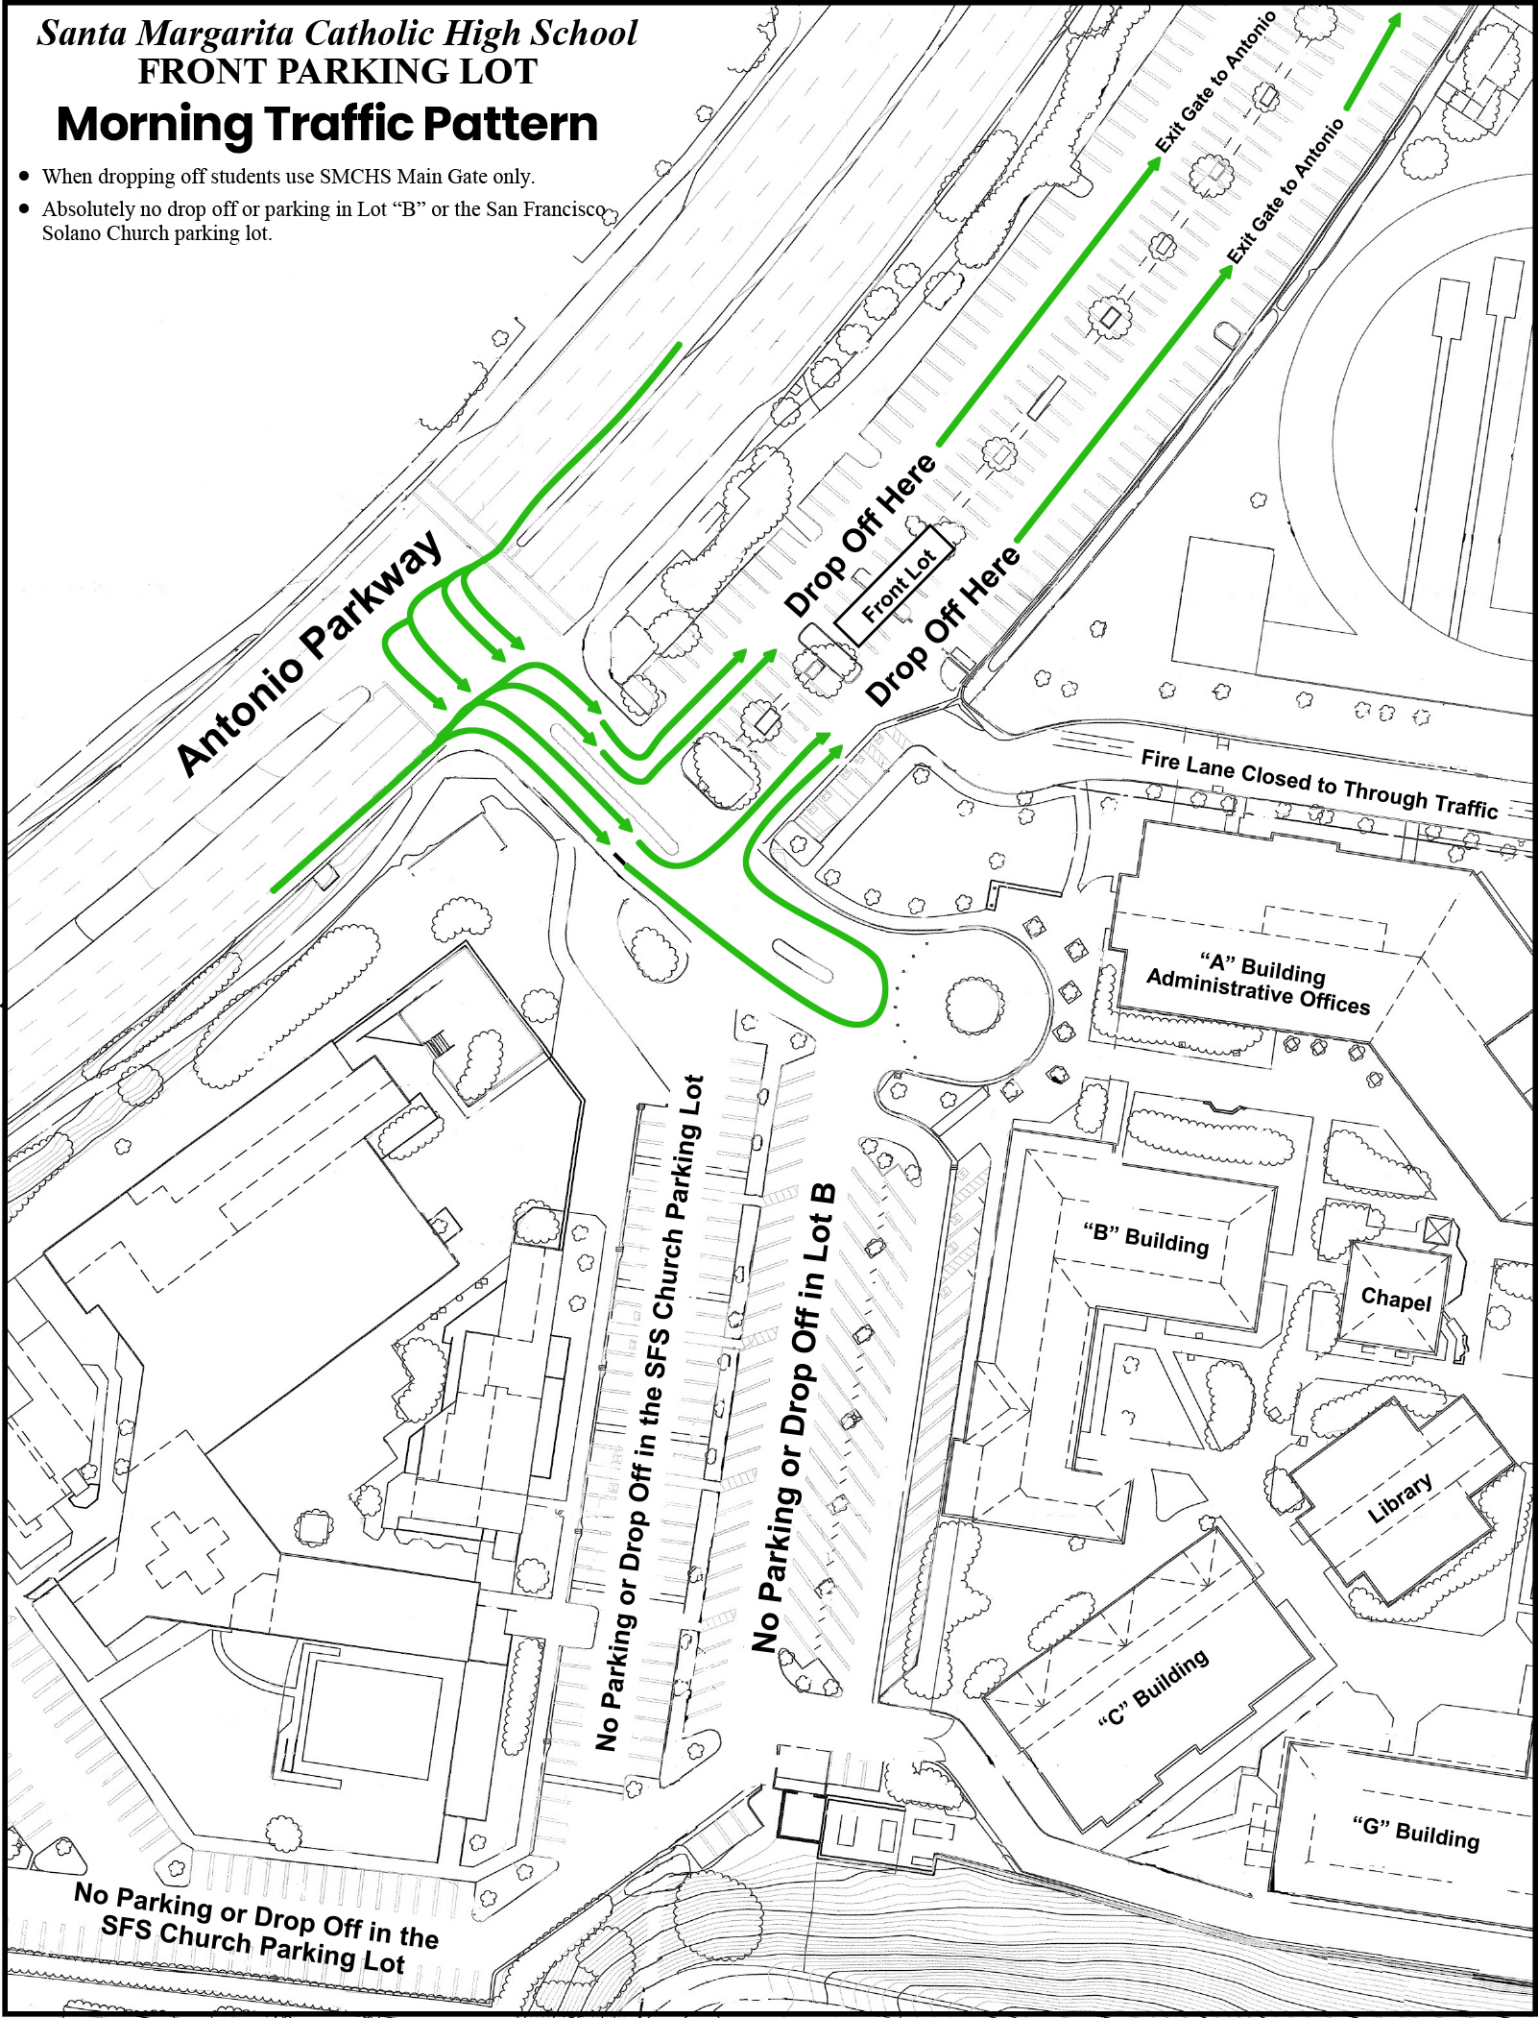 Santa Margarita Catholic High School
FRONT PARKING LOT
Morning Traffic Pattern
• When dropping off students use SMCHS Main Gate only.
• Absolutely no drop off or parking in Lot “B” or the San Francisco
Solano Church parking lot.
Exit Gate to Antonio
Exit Gate to Antonio
Antonio Parkway
Drop Off Here
Front Lot
Drop Off Here
Fire Lane Closed to Through Traffic
“A” Building
Administrative Offices
No Parking or Drop Off in the SFS Church Parking Lot
No Parking or Drop Off in Lot B
“B” Building
Chapel
Library
“C” Building
“G” Building
No Parking or Drop Off in the
SFS Church Parking Lot